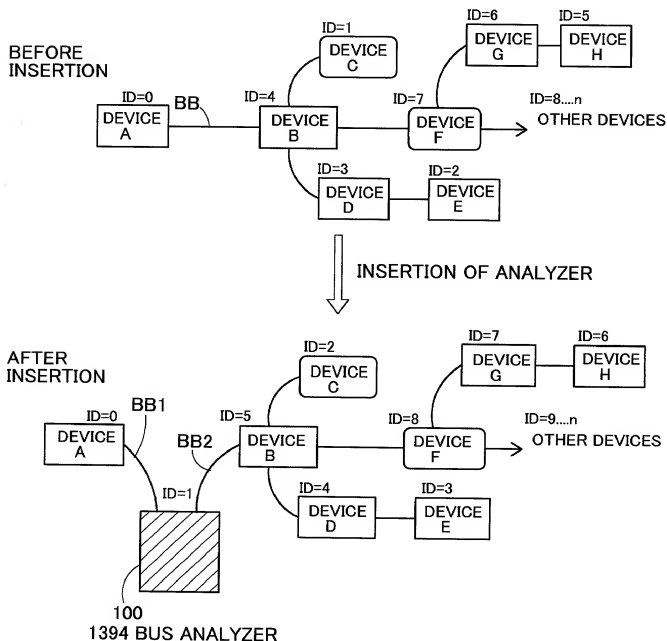 BEFORE
INSERTION
ID=0
DEVICE
A
BB
ID=4
DEVICE
B
ID=1
DEVICE
C
ID=3
DEVICE
D
ID=2
DEVICE
E
ID=7
DEVICE
F
ID=6
DEVICE
G
ID=5
DEVICE
H
ID=8....n
OTHER DEVICES
INSERTION OF ANALYZER
AFTER
INSERTION
ID=0
DEVICE
A
BB1
ID=1
BB2
100
1394 BUS ANALYZER
ID=5
DEVICE
B
ID=2
DEVICE
C
ID=4
DEVICE
D
ID=3
DEVICE
E
ID=8
DEVICE
F
ID=7
DEVICE
G
ID=6
DEVICE
H
ID=9....n
OTHER DEVICES